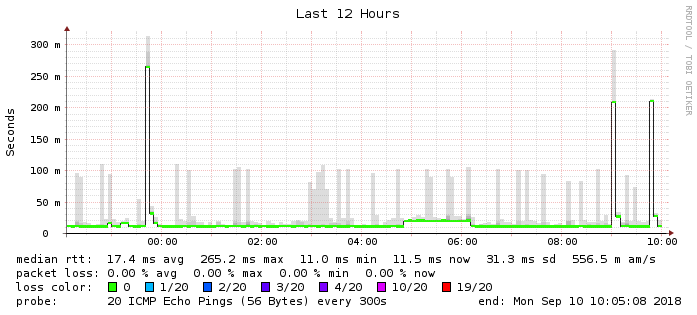 Last 12 Hours
RRDTOOL / TOBI OETIKER
Seconds
300 m
250 m
200 m
150 m
100 m
50 m
0
00:00 02:00 04:00 06:00 08:00 10:00
median rtt: 17.4 ms avg 265.2 ms max 11.0 ms min 11.5 ms now 31.3 ms sd 556.5 m am/s
packet loss: 0.00 % avg 0.00 % max 0.00 % min 0.00 % now
loss color: 0 1/20 2/20 3/20 4/20 10/20 19/20
probe: 20 ICMP Echo Pings (56 Bytes) every 300s end: Mon Sep 10 10:05:08 2018